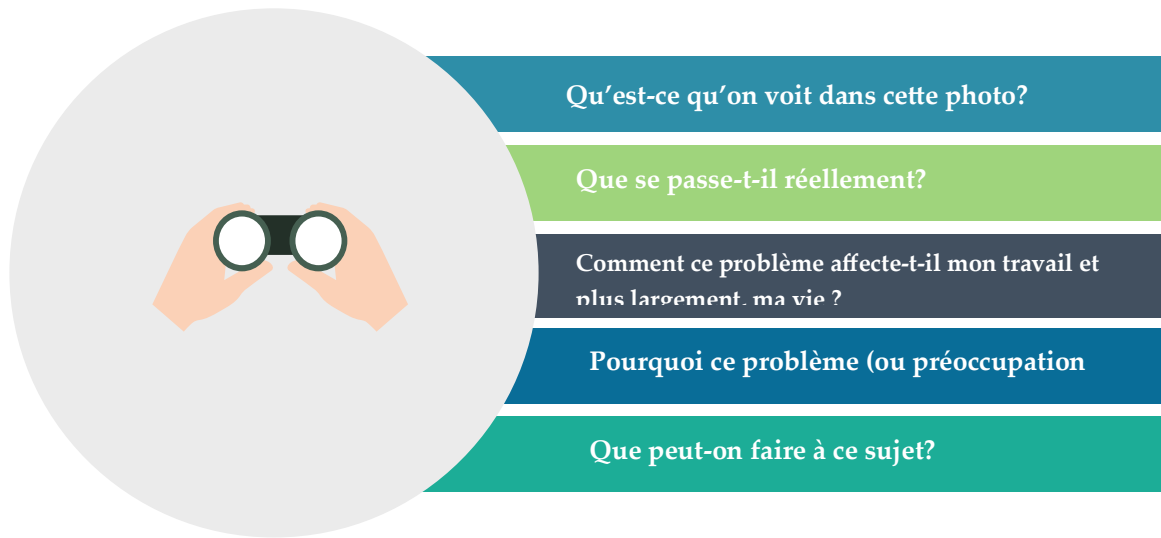 Qu’est-ce qu’on voit dans cette photo?
Que se passe-t-il réellement?
Comment ce problème affecte-t-il mon travail et
plus largement, ma vie ?
Pourquoi ce problème (ou préoccupation
Que peut-on faire à ce sujet?